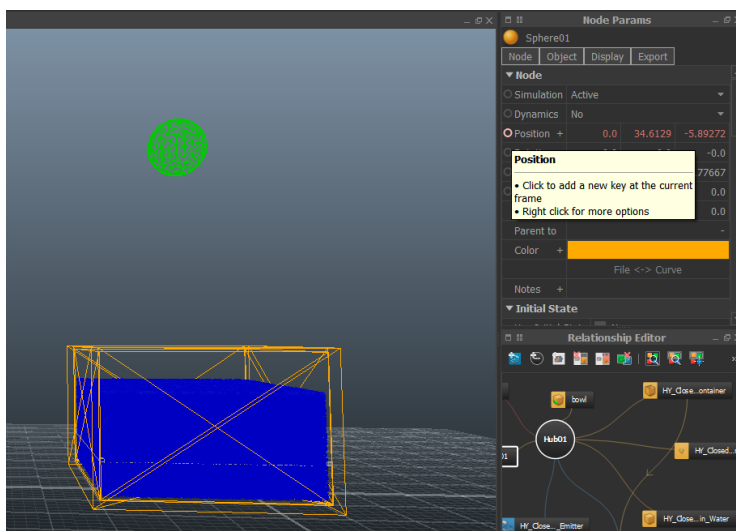 Node Params
Sphere01
Node Object Display Export
Node
Simulation Active
Dynamics No
Position + 0.0 34.6129 -5.89272
-0.0
Position
77667
• Click to add a new key at the current
frame
0.0
• Right click for more options
0.0
Parent to -
Color +
File <-> Curve
Notes +
Initial State
Relationship Editor
»
bowl
HY_Close...ontainer
Hub01
HY_Closed...
01
HY_Close...in_Water
HY_Close..._Emitter